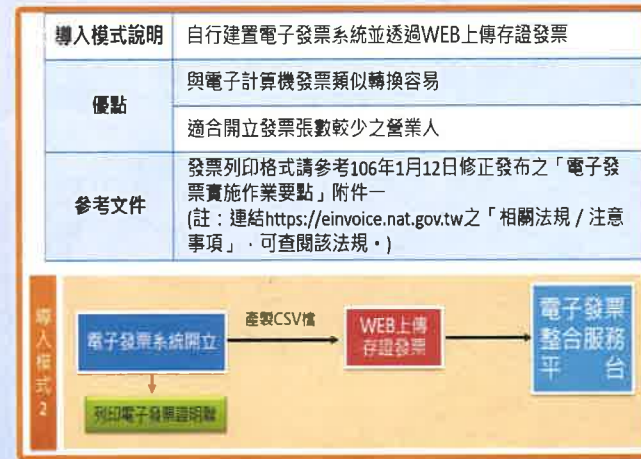 導入模式說明
自行建置電子發票系統並透過WEB上傳存證發票
優點
與電子計算機發票類似轉換容易
適合開立發票張數較少之營業人
參考文件
發票列印格式請參考106年1月12日修正發布之「電子發
票實施作業要點」附件一
(註：連結https://einvoice.nat.gov.tw之「相關法規 / 注意
事項」，可查閱該法規。)
導入模式2
電子發票系統開立
產製CSV檔
WEB上傳
存證發票
電子發票
整合服務
平台
列印電子發票證明聯